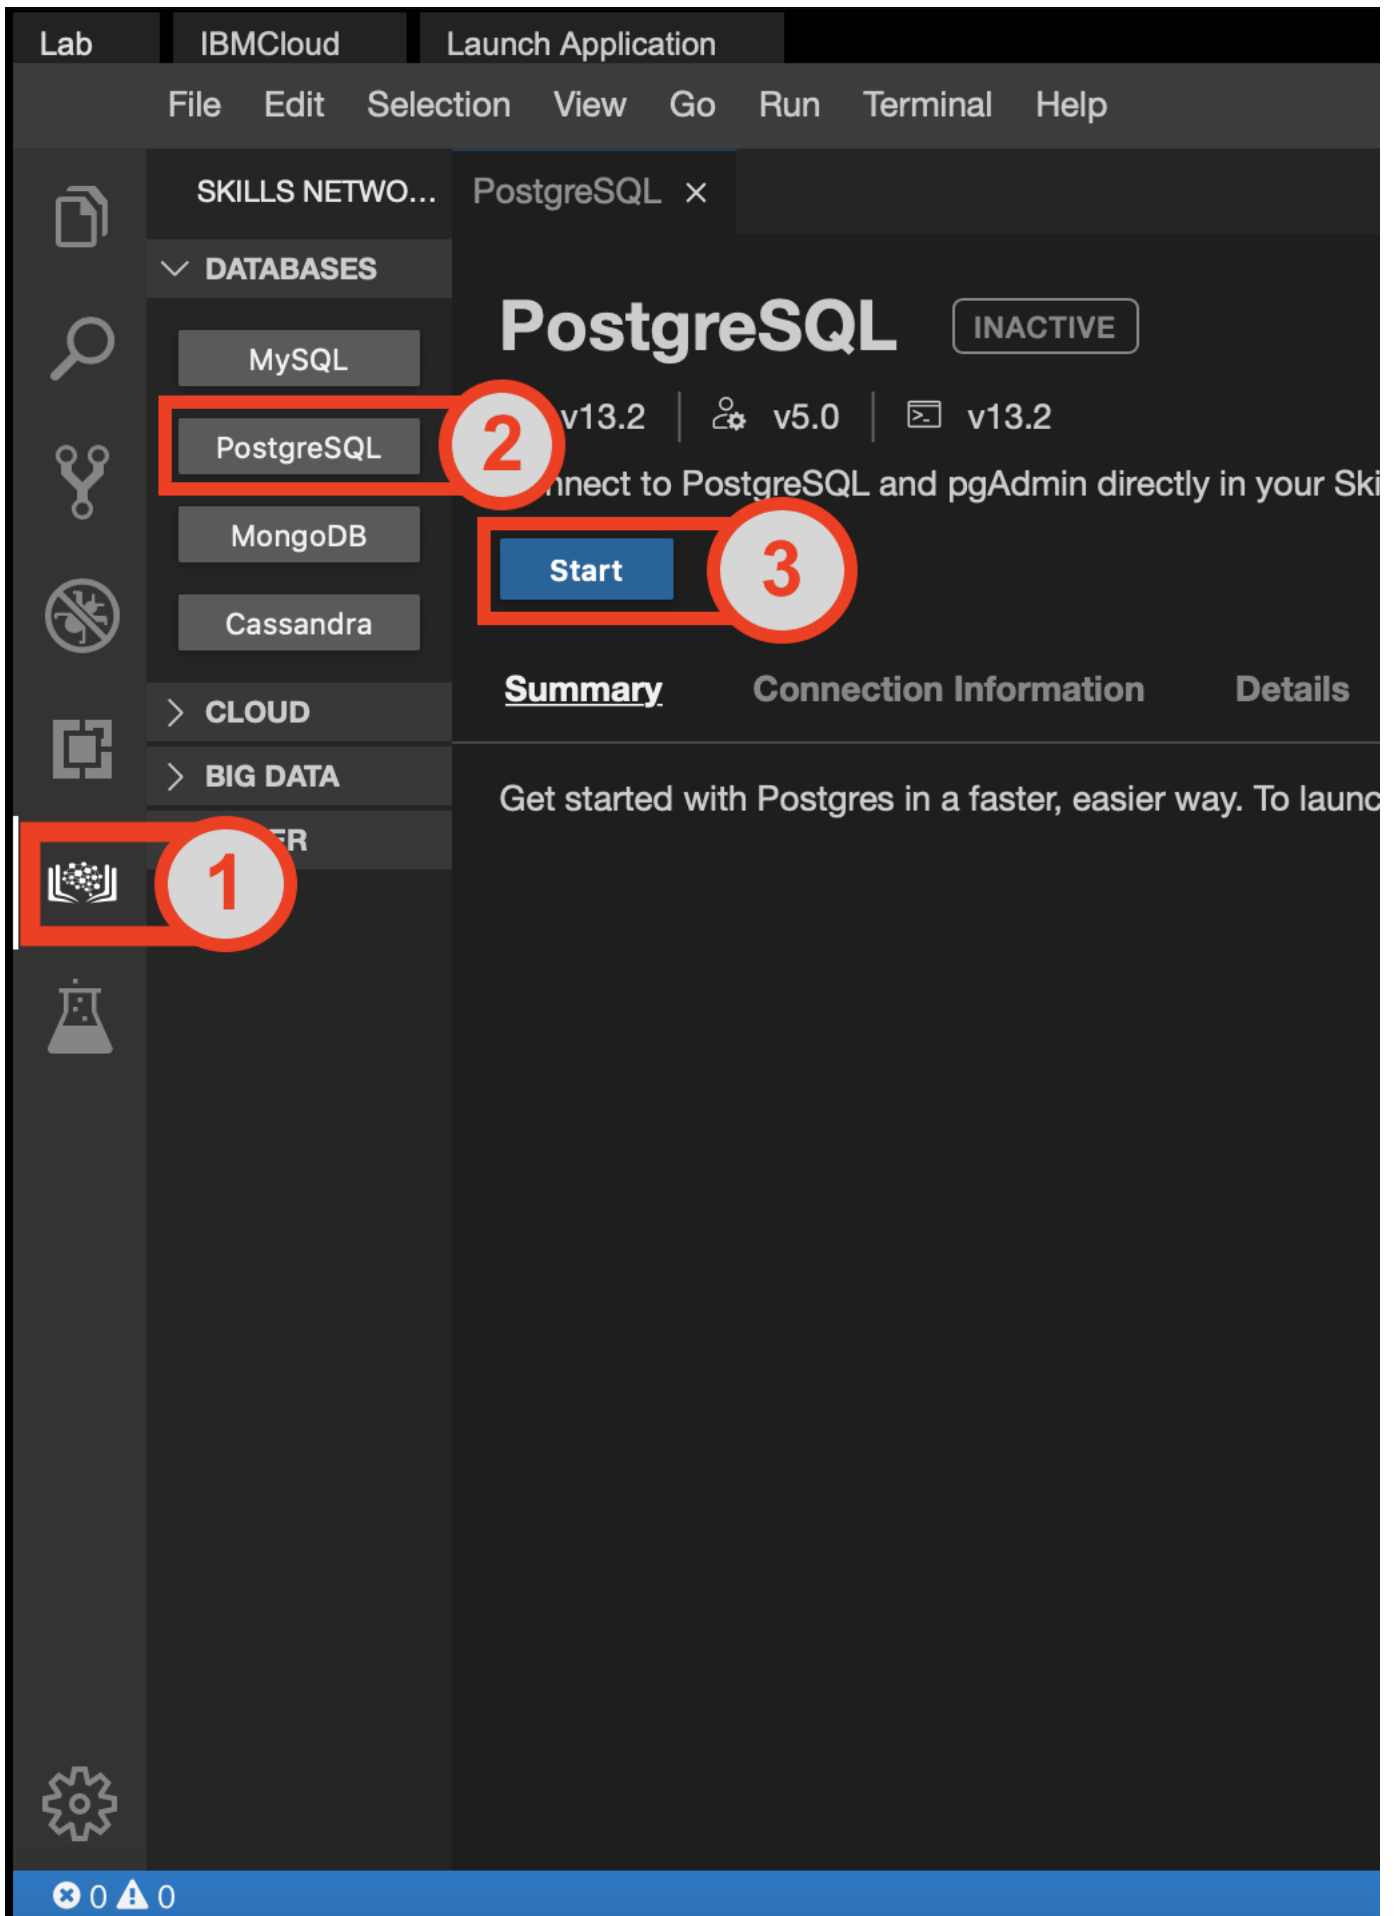 Lab IBMCloud Launch Application
File Edit Selection View Go Run Terminal Help
SKILLS NETWO... PostgreSQL ×
DATABASES
MySQL
PostgreSQL
MongoDB
Cassandra
CLOUD
BIG DATA
ER
1
2
PostgreSQL INACTIVE
v13.2 v5.0 v13.2
nnect to PostgreSQL and pgAdmin directly in your Ski
Start
3
Summary Connection Information Details
Get started with Postgres in a faster, easier way. To launc
0 0